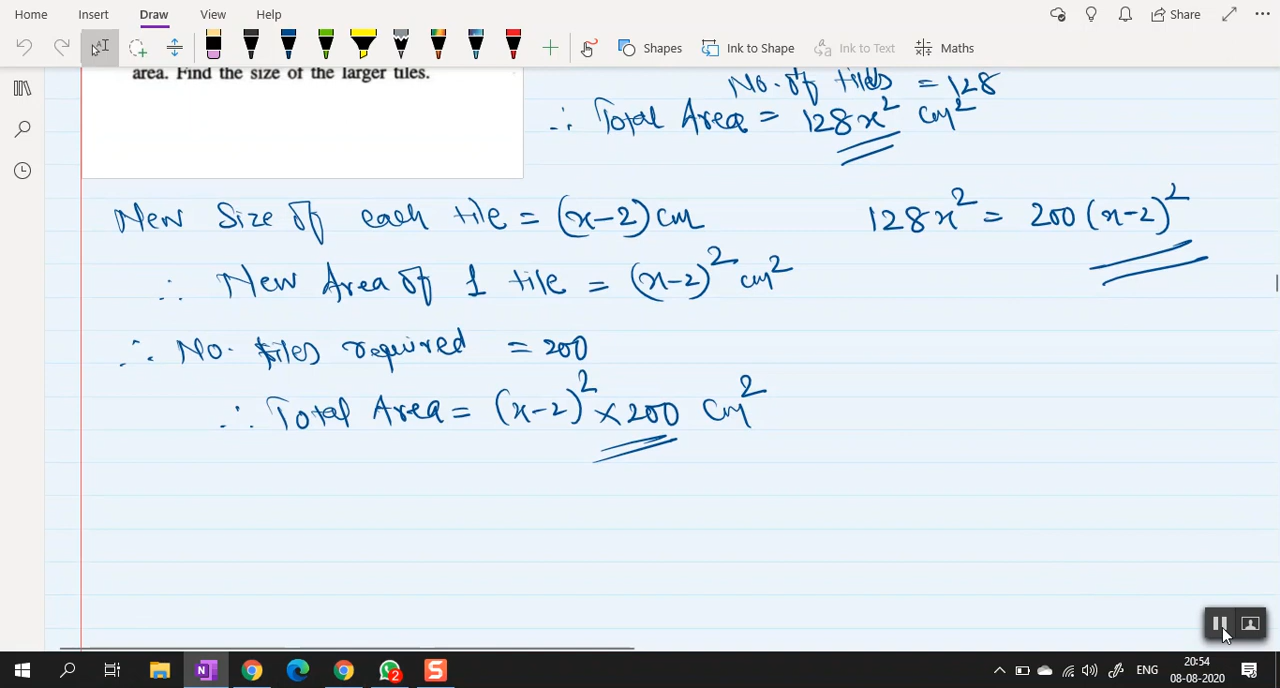 Home Insert Draw View Help Share
Shapes Ink to Shape Ink to Text Maths
area. Find the size of the larger tiles.
No. of tiles = 128
∴ Total Area = 128x² cm²
New Size of each tile = (x-2) cm
128x² = 200 (x-2)²
∴ New Area of 1 tile = (x-2)² cm²
∴ No. tiles required = 200
∴ Total Area = (x-2)² × 200 cm²
2
S
ENG
20:54
08-08-2020